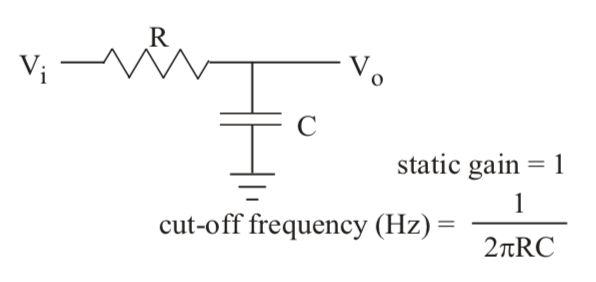 R
Vi
Vo
C
static gain = 1
cut-off frequency (Hz) = 1
2πRC